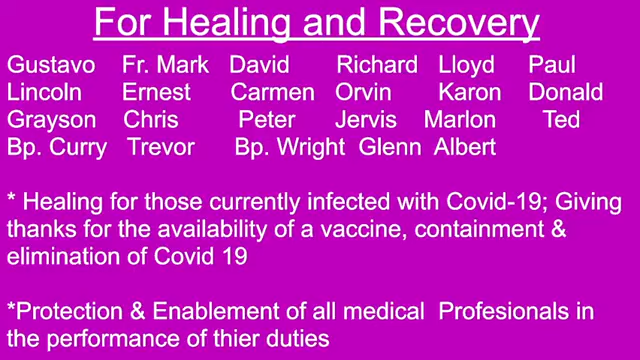 For Healing and Recovery
Gustavo Fr. Mark David Richard Lloyd Paul
Lincoln Ernest Carmen Orvin Karon Donald
Grayson Chris Peter Jervis Marlon Ted
Bp. Curry Trevor Bp. Wright Glenn Albert
* Healing for those currently infected with Covid-19; Giving
thanks for the availability of a vaccine, containment &
elimination of Covid 19
*Protection & Enablement of all medical Profesionals in
the performance of thier duties